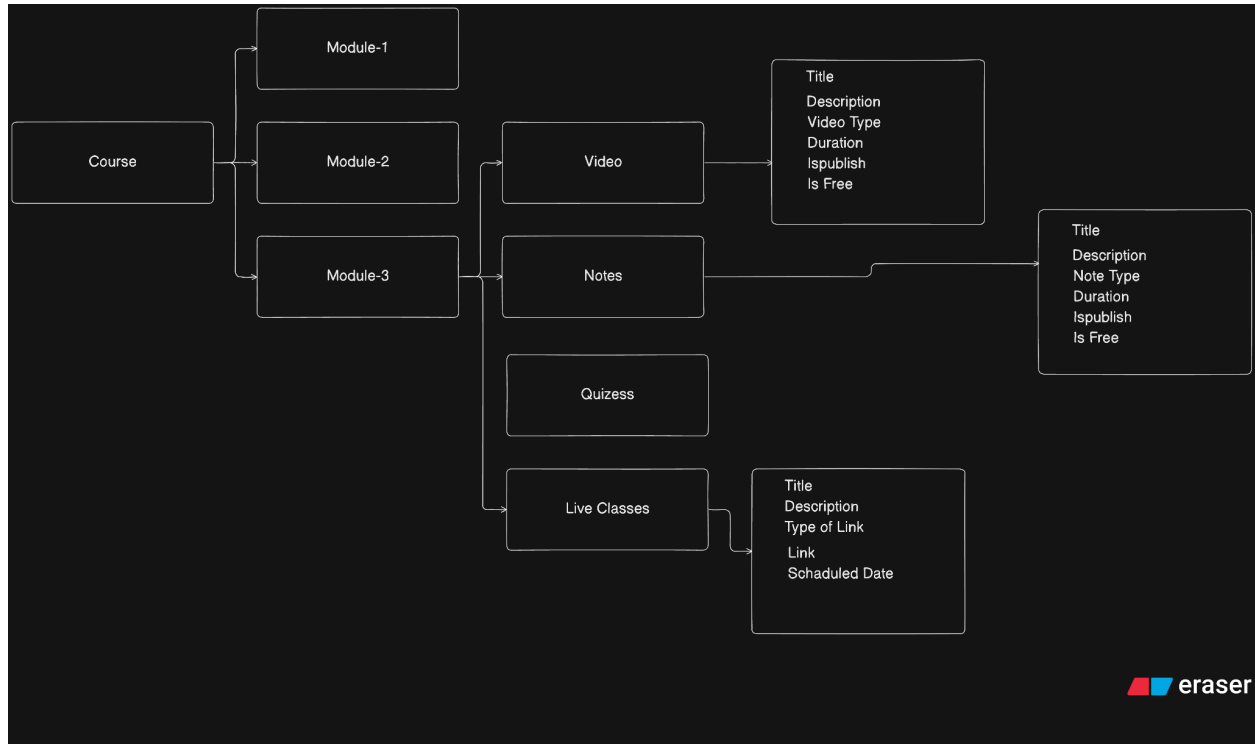 Module-1
Course
Module-2
Module-3
Video
Title
Description
Video Type
Duration
Ispublish
Is Free
Notes
Title
Description
Note Type
Duration
Ispublish
Is Free
Quizess
Live Classes
Title
Description
Type of Link
Link
Schaduled Date
eraser